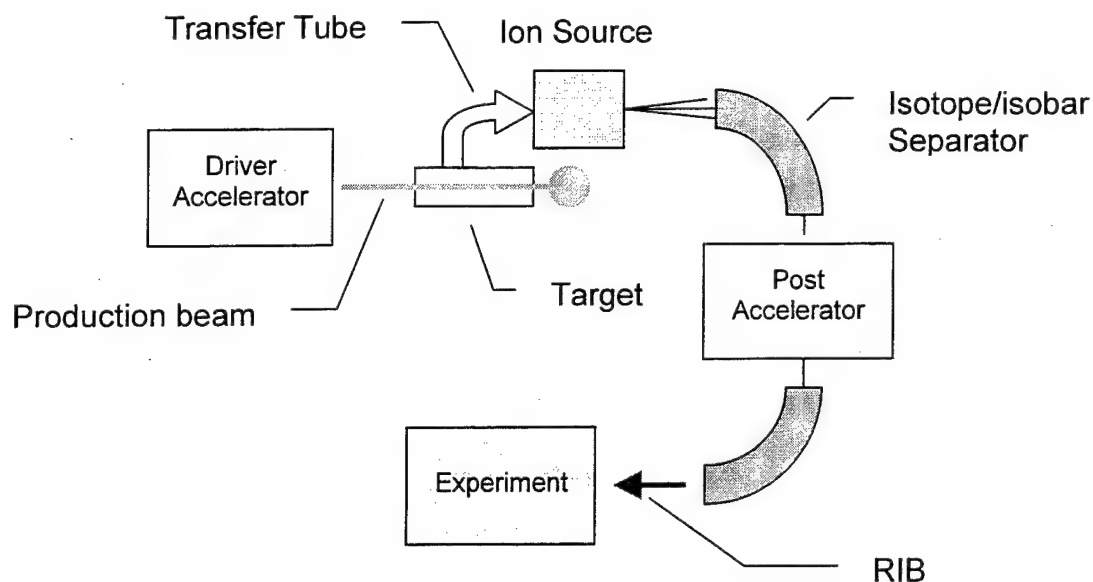 Transfer Tube
Ion Source
Isotope/isobar
Separator
Driver
Accelerator
Production beam
Target
Post
Accelerator
Experiment
RIB